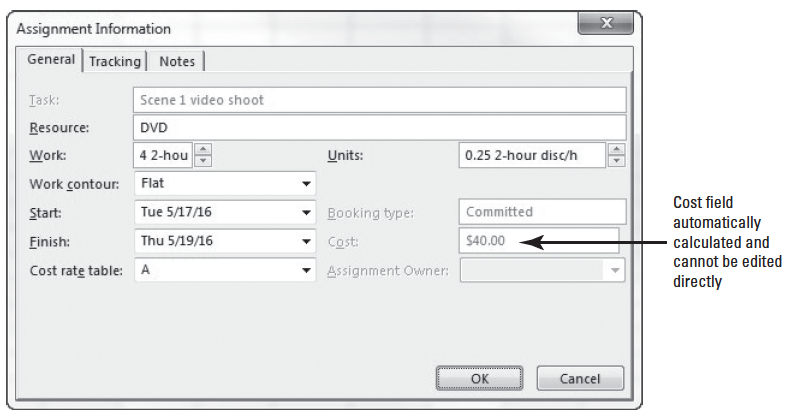 Assignment Information
General Tracking Notes
Task: Scene 1 video shoot
Resource: DVD
Work: 4 2-hou Units: 0.25 2-hour disc/h
Work contour: Flat
Start: Tue 5/17/16 Booking type: Committed
Finish: Thu 5/19/16 Cost: $40.00
Cost rate table: A Assignment Owner:
OK Cancel
Cost field
automatically
calculated and
cannot be edited
directly